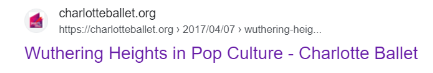 charlotteballet.org
https://charlotteballet.org › 2017/04/07 › wuthering-heig...
Wuthering Heights in Pop Culture - Charlotte Ballet